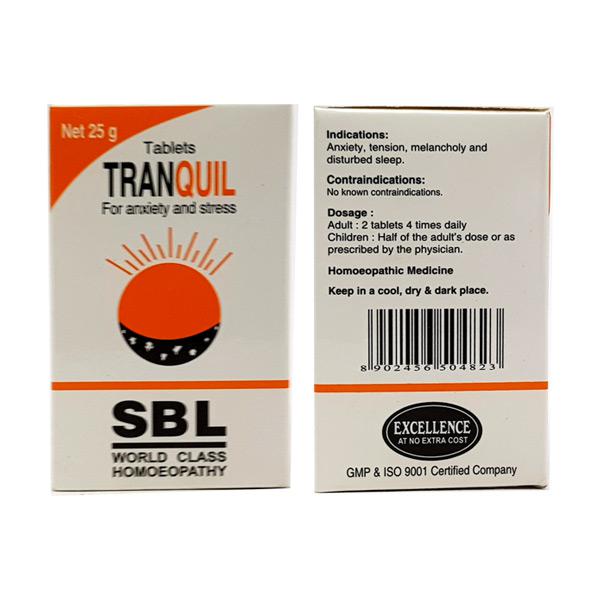 Net 25 g
Tablets
TRANQUIL
For anxiety and stress
SBL
WORLD CLASS
HOMOEOPATHY
Indications:
Anxiety, tension, melancholy and
disturbed sleep.
Contraindications:
No known contraindications.
Dosage :
Adult : 2 tablets 4 times daily
Children : Half of the adult's dose or as
prescribed by the physician.
Homoeopathic Medicine
Keep in a cool, dry & dark place.
8 902456 504823
EXCELLENCE
AT NO EXTRA COST
GMP & ISO 9001 Certified Company